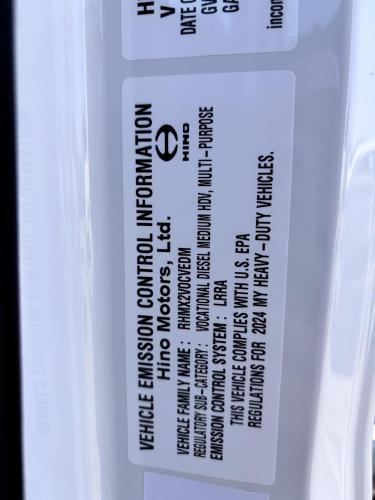 VEHICLE EMISSION CONTROL INFORMATION
Hino Motors, Ltd.
HINO
VEHICLE FAMILY NAME : RHMX2VOCVEDM
REGULATORY SUB-CATEGORY : VOCATIONAL DIESEL MEDIUM HDV, MULTI-PURPOSE
EMISSION CONTROL SYSTEM : LRRA
THIS VEHICLE COMPLIES WITH U.S. EPA
REGULATIONS FOR 2024 MY HEAVY-DUTY VEHICLES.
DATE
GV
incom